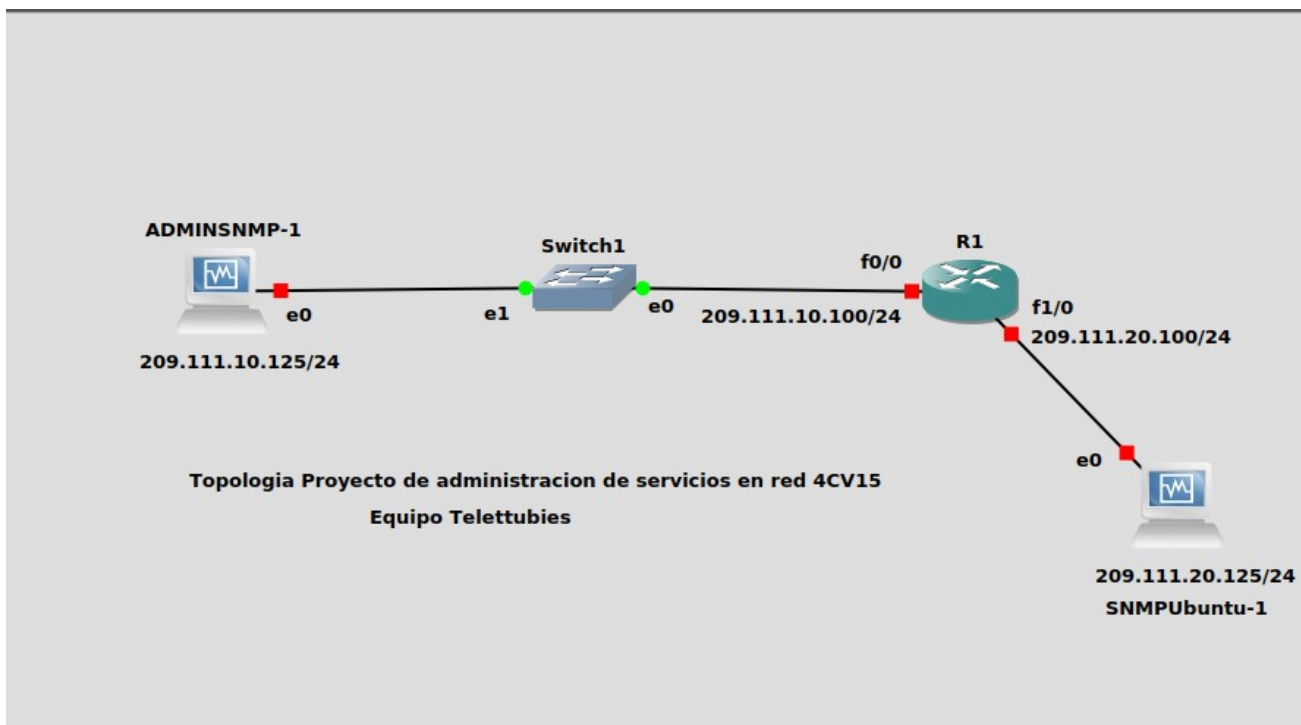 ADMINSNMP-1
Switch1
R1
f0/0
e0
e1
e0
209.111.10.100/24
f1/0
209.111.20.100/24
209.111.10.125/24
e0
Topologia Proyecto de administracion de servicios en red 4CV15
Equipo Telettubies
209.111.20.125/24
SNMPUbuntu-1